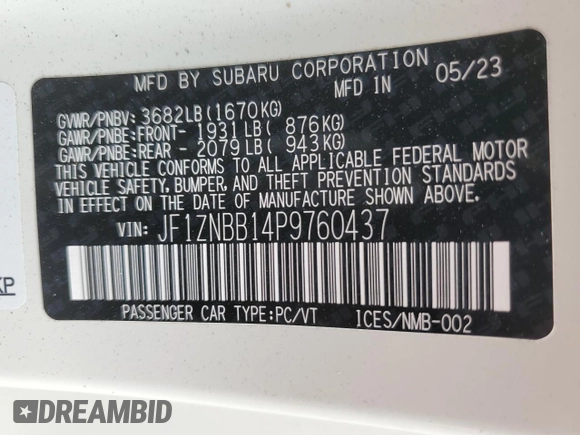 MFD BY SUBARU CORPORATION
MFD IN 05/23
GVWR/PNBV: 3682LB(1670KG)
GAWR/PNBE:FRONT- 1931LB( 876KG)
GAWR/PNBE:REAR - 2079LB( 943KG)
THIS VEHICLE CONFORMS TO ALL APPLICABLE FEDERAL MOTOR
VEHICLE SAFETY, BUMPER, AND THEFT PREVENTION STANDARDS
IN EFFECT ON THE DATE OF MANUFACTURE SHOWN ABOVE.
VIN: JF1ZNBB14P9760437
PASSENGER CAR TYPE:PC/VT ICES/NMB-002
KP
DREAMBID